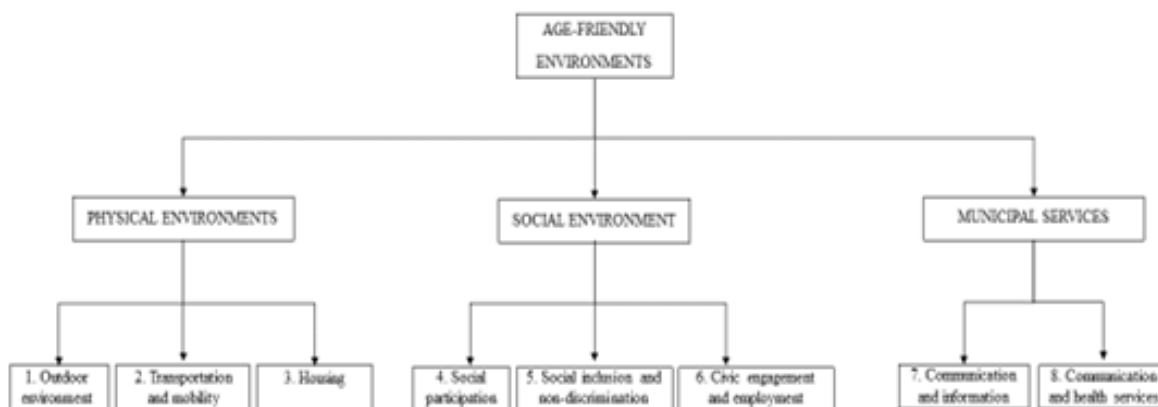 AGE-FRIENDLY
ENVIRONMENTS
PHYSICAL ENVIRONMENTS
SOCIAL ENVIRONMENT
MUNICIPAL SERVICES
1. Outdoor
environment
2. Transportation
and mobility
3. Housing
4. Social
participation
5. Social inclusion and
non-discrimination
6. Civic engagement
and employment
7. Communication
and information
8. Communication
and health services